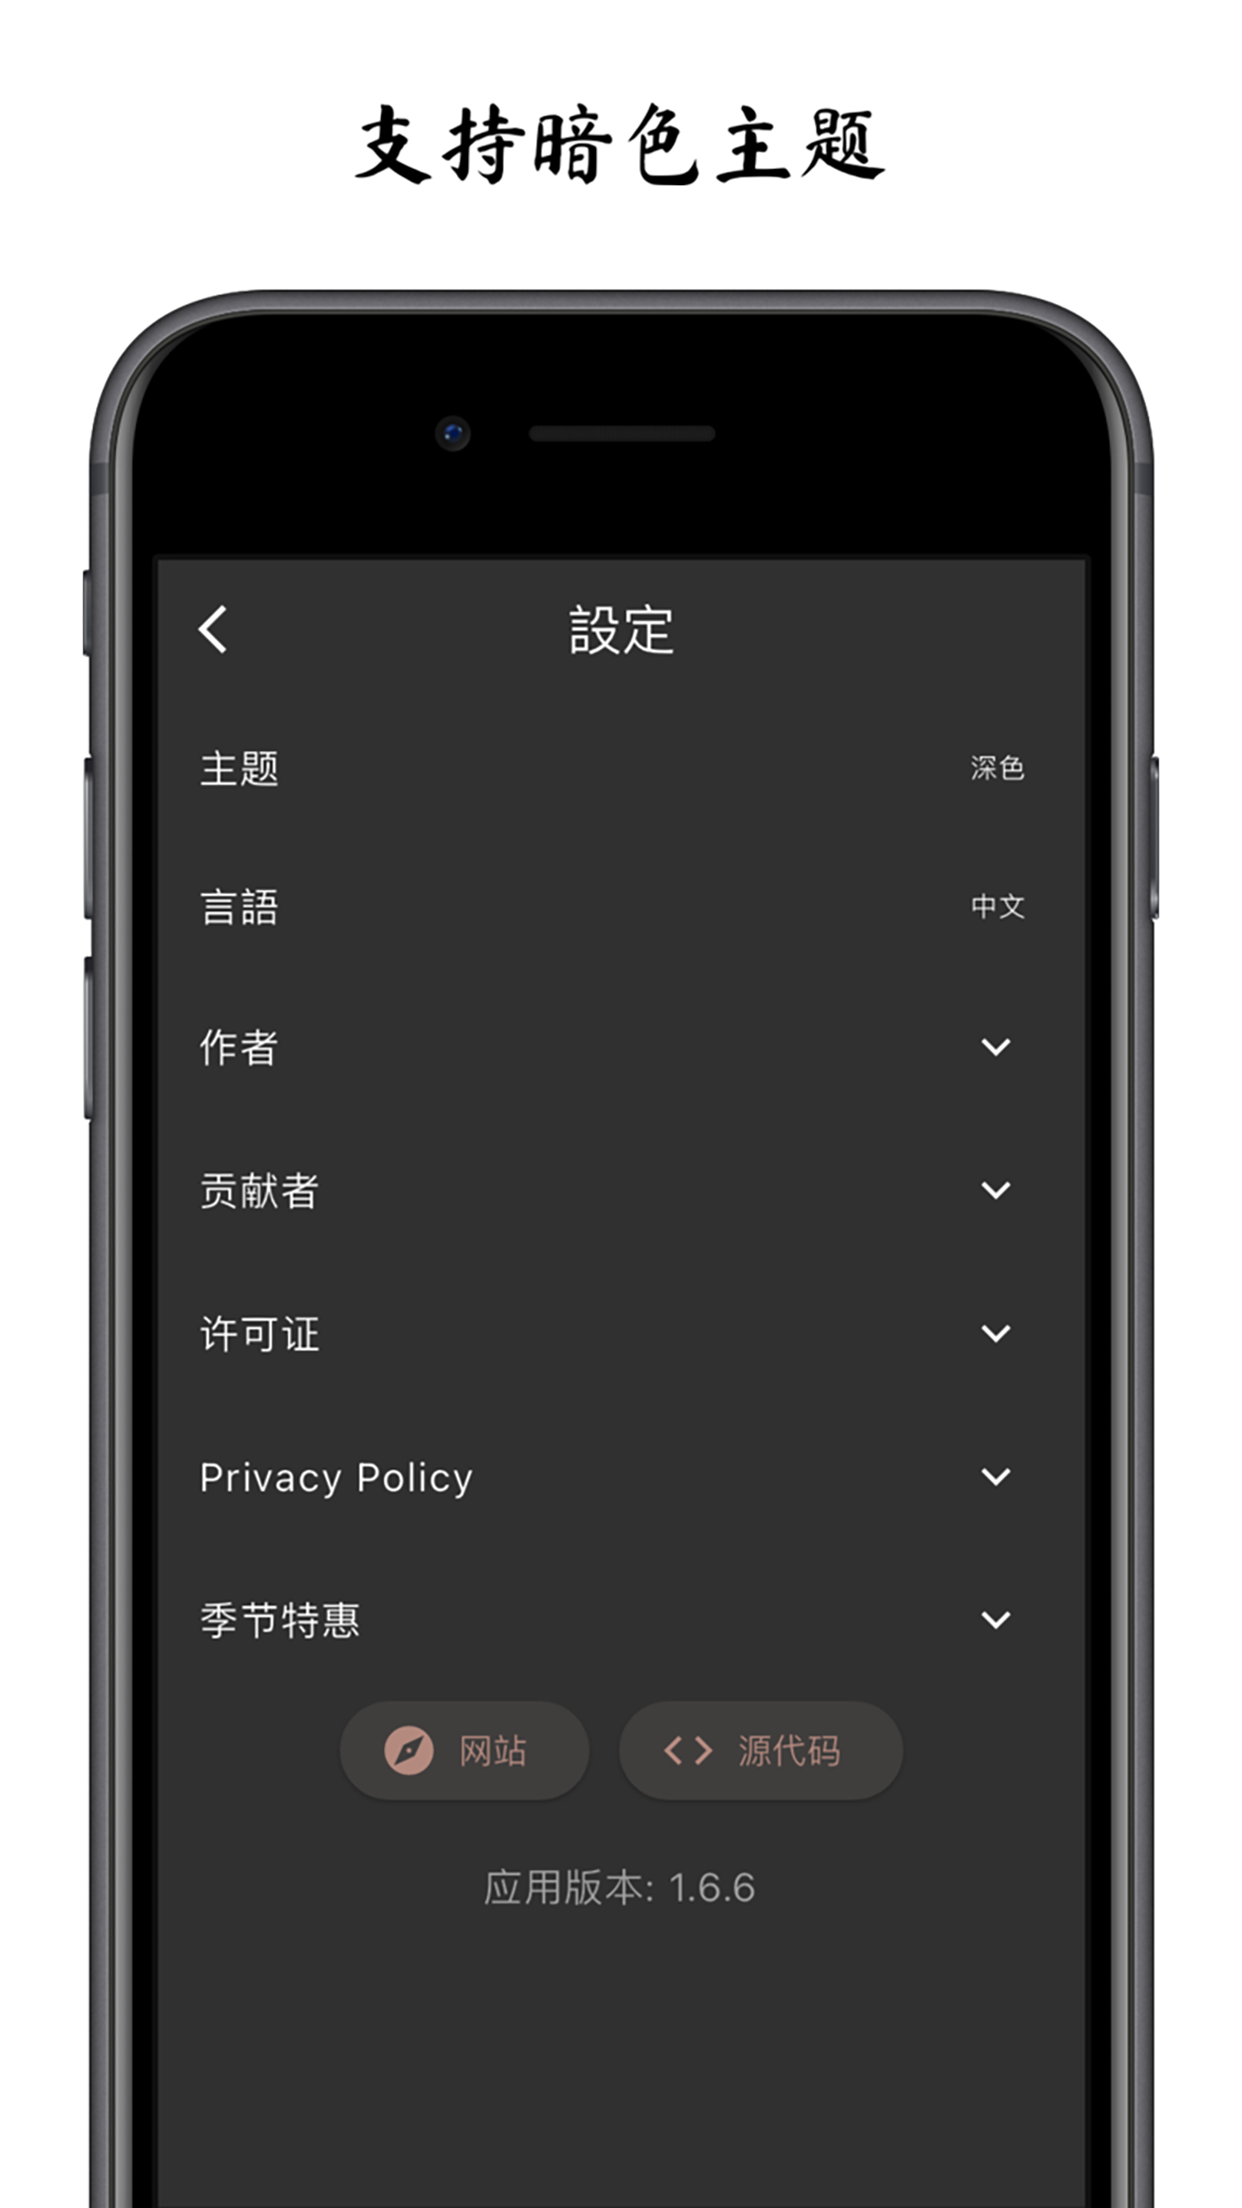 支持暗色主题
設定
主题 深色
言語 中文
作者
贡献者
许可证
Privacy Policy
季节特惠
网站 源代码
应用版本: 1.6.6